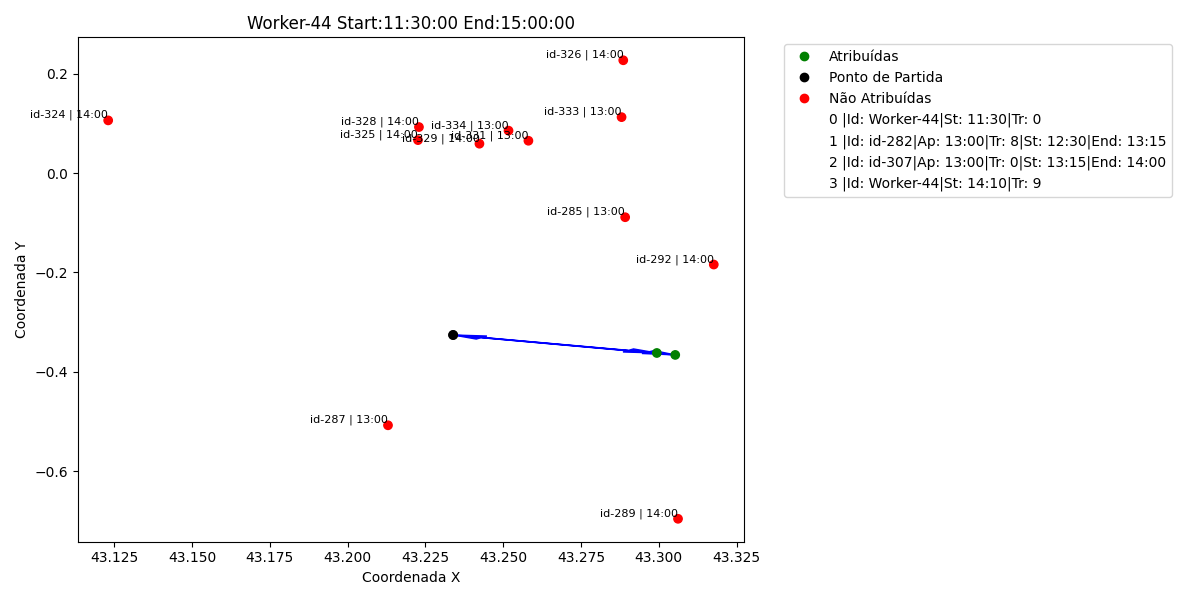 Worker-44 Start:11:30:00 End:15:00:00
id-326 | 14:00
id-324 | 14:00
id-333 | 13:00
id-328 | 14:00
id-334 | 13:00
id-325 | 14:00
id-331 | 13:00
id-329 | 14:00
id-285 | 13:00
id-292 | 14:00
id-287 | 13:00
id-289 | 14:00
0.2
0.0
−0.2
−0.4
−0.6
Coordenada Y
43.125 43.150 43.175 43.200 43.225 43.250 43.275 43.300 43.325
Coordenada X
Atribuídas
Ponto de Partida
Não Atribuídas
0 |Id: Worker-44|St: 11:30|Tr: 0
1 |Id: id-282|Ap: 13:00|Tr: 8|St: 12:30|End: 13:15
2 |Id: id-307|Ap: 13:00|Tr: 0|St: 13:15|End: 14:00
3 |Id: Worker-44|St: 14:10|Tr: 9